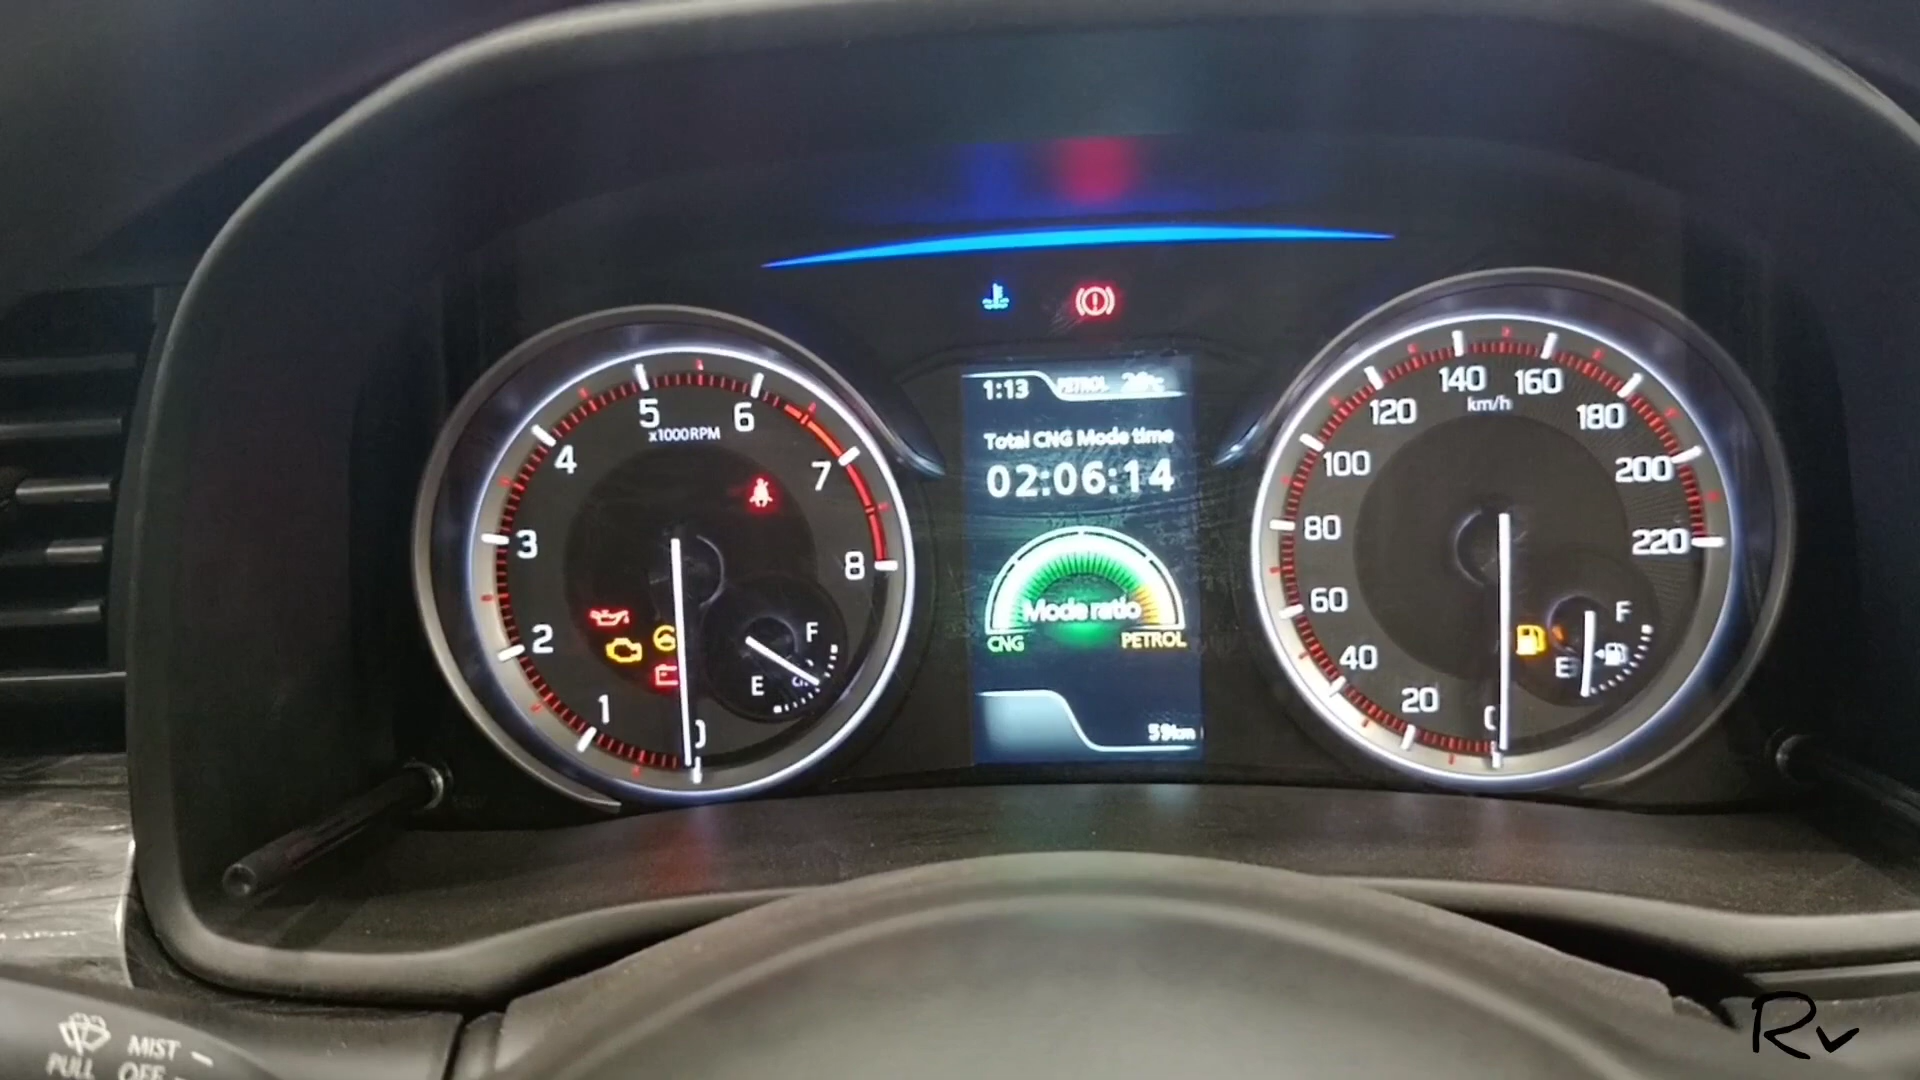 1:13 PETROL
Total CNG Mode time
02:06:14
Mode ratio
CNG PETROL
59km
5
x1000RPM
6
4
7
3
8
2
1
0
F
E
140 160
km/h
120
180
100
200
80
220
60
40
20
F
E
MIST
PULL OFF
Rv